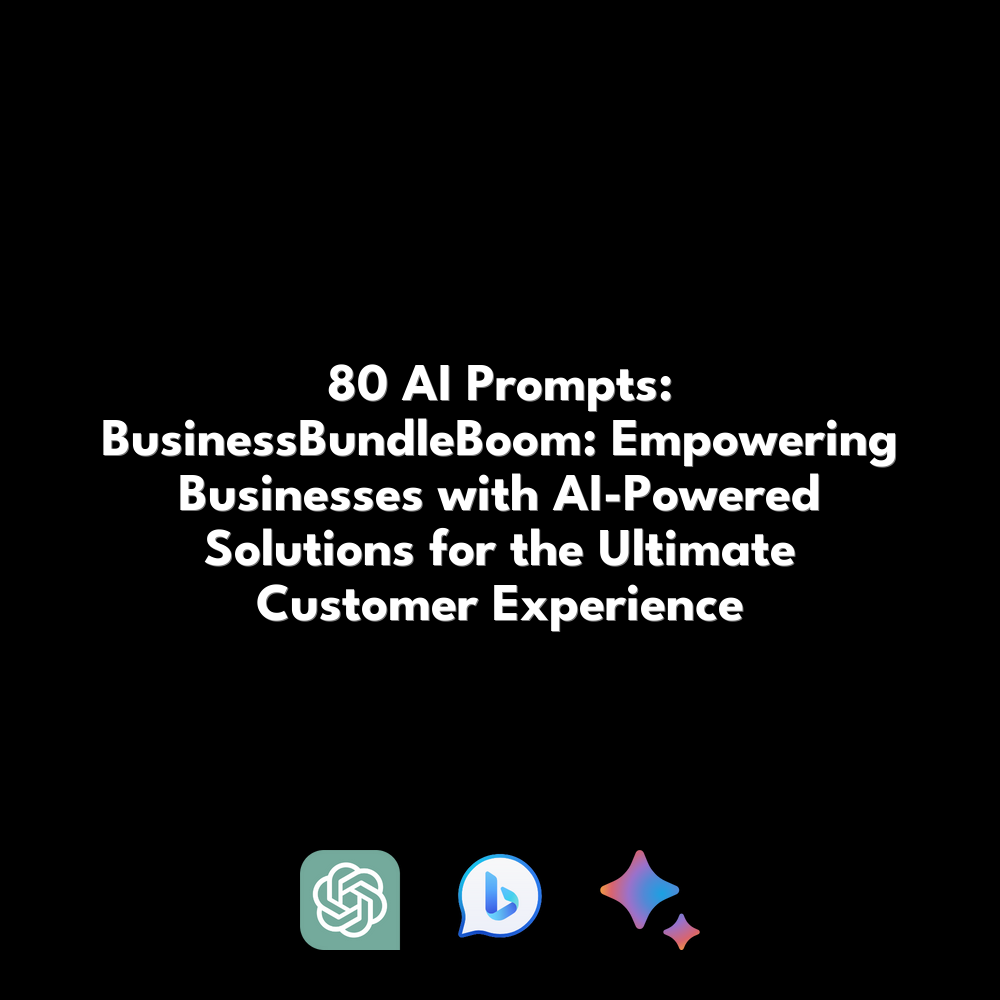 80 AI Prompts:
BusinessBundleBoom: Empowering
Businesses with AI-Powered
Solutions for the Ultimate
Customer Experience